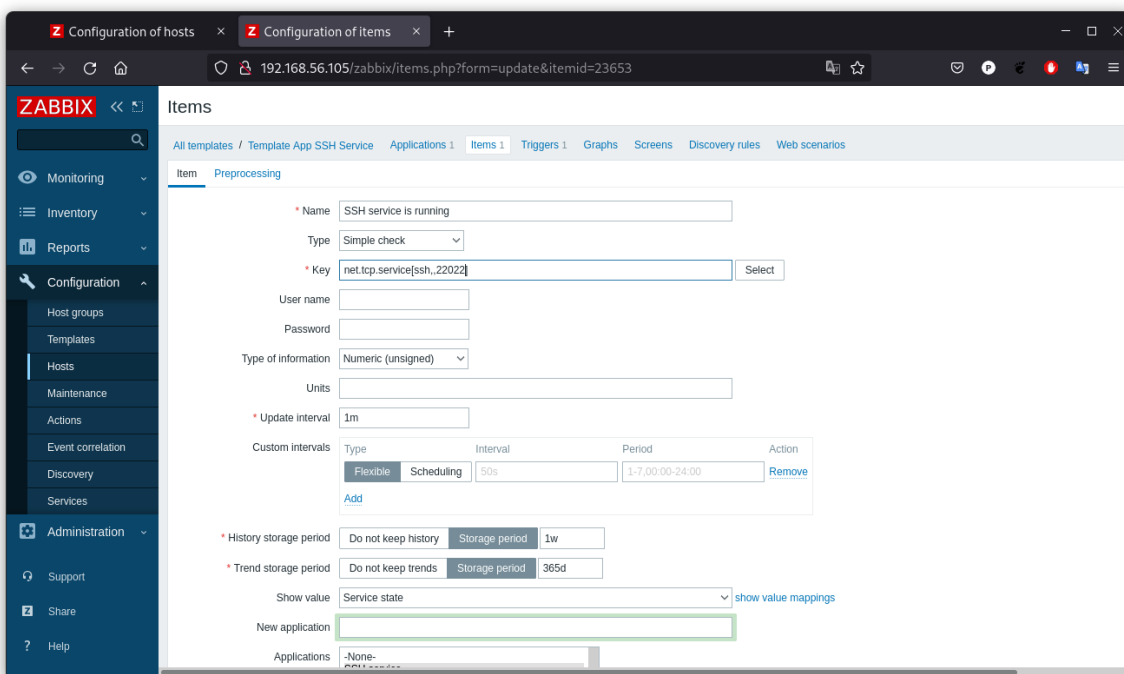 Z Configuration of hosts × Z Configuration of items × +
192.168.56.105/zabbix/items.php?form=update&itemid=23653
ZABBIX
Items
All templates / Template App SSH Service Applications 1 Items 1 Triggers 1 Graphs Screens Discovery rules Web scenarios
Item Preprocessing
Monitoring
Inventory
Reports
Configuration
Host groups
Templates
Hosts
Maintenance
Actions
Event correlation
Discovery
Services
Administration
Support
Z Share
? Help
* Name SSH service is running
Type Simple check
* Key net.tcp.service[ssh,,22022] Select
User name
Password
Type of information Numeric (unsigned)
Units
* Update interval 1m
Custom intervals Type Interval Period Action
Flexible Scheduling 50s 1-7,00:00-24:00 Remove
Add
* History storage period Do not keep history Storage period 1w
* Trend storage period Do not keep trends Storage period 365d
Show value Service state show value mappings
New application
Applications -None-
SSH service